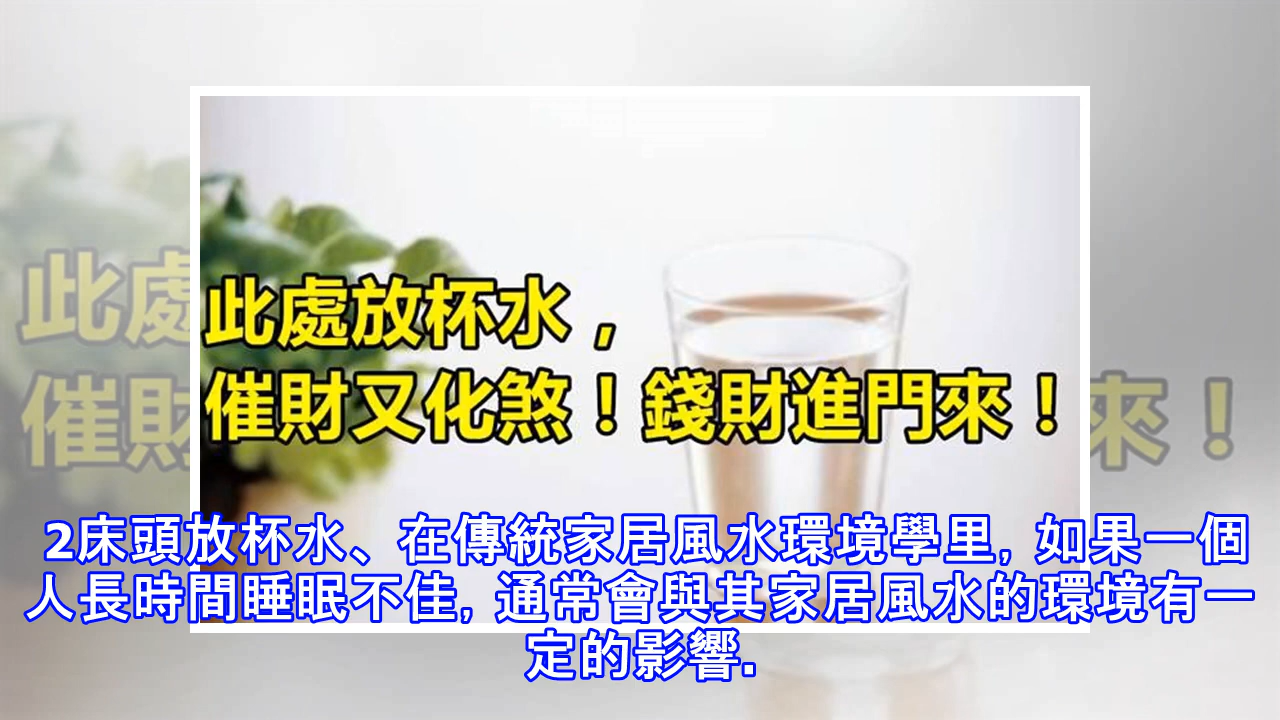 此處放杯水，
催財又化煞！錢財進門來！
2床頭放杯水、在傳統家居風水環境學里, 如果一個
人長時間睡眠不佳, 通常會與其家居風水的環境有一
定的影響.